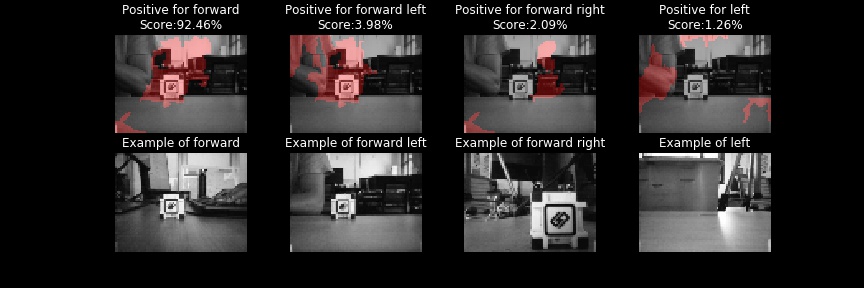 Positive for forward
Score:92.46%
Positive for forward left
Score:3.98%
Positive for forward right
Score:2.09%
Positive for left
Score:1.26%
Example of forward
Example of forward left
Example of forward right
Example of left